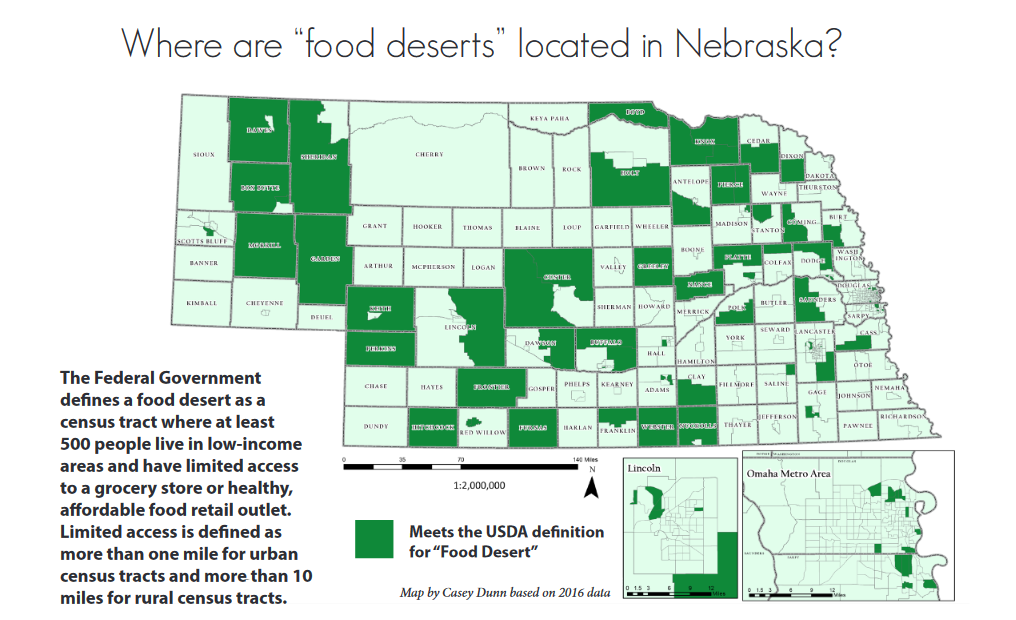 Where are “food deserts” located in Nebraska?
BOYD
KEYA PAHA
DAWES
KNOX
CEDAR
SIOUX
SHERIDAN
CHERRY
DIXON
BROWN
ROCK
HOLT
DAKOTA
ANTELOPE
PIERCE
BOX BUTTE
WAYNE
THURSTON
SCOTTS BLUFF
MORRILL
GRANT
HOOKER
THOMAS
BLAINE
LOUP
GARFIELD
WHEELER
MADISON
STANTON
CUMING
BURT
BANNER
GARDEN
ARTHUR
MCPHERSON
LOGAN
CUSTER
VALLEY
GREELEY
BOONE
PLATTE
COLFAX
DODGE
WASH
INGTON
KIMBALL
CHEYENNE
DEUEL
KEITH
LINCOLN
SHERMAN
HOWARD
NANCE
MERRICK
POLK
BUTLER
SAUNDERS
DOUGLAS
SARPY
PERKINS
DAWSON
BUFFALO
HALL
HAMILTON
YORK
SEWARD
LANCASTER
CASS
OTOE
CHASE
HAYES
FRONTIER
GOSPER
PHELPS
KEARNEY
ADAMS
CLAY
FILLMORE
SALINE
GAGE
JOHNSON
NEMAHA
DUNDY
HITCHCOCK
RED WILLOW
FURNAS
HARLAN
FRANKLIN
WEBSTER
NUCKOLLS
THAYER
JEFFERSON
PAWNEE
RICHARDSON
The Federal Government
defines a food desert as a
census tract where at least
500 people live in low-income
areas and have limited access
to a grocery store or healthy,
affordable food retail outlet.
Limited access is defined as
more than one mile for urban
census tracts and more than 10
miles for rural census tracts.
0 35 70 140 Miles
N
1:2,000,000
Meets the USDA definition
for “Food Desert”
Map by Casey Dunn based on 2016 data
Lincoln
0 1.5 3 6 9 12
Miles
Omaha Metro Area
0 1.5 3 6 9 12
Miles